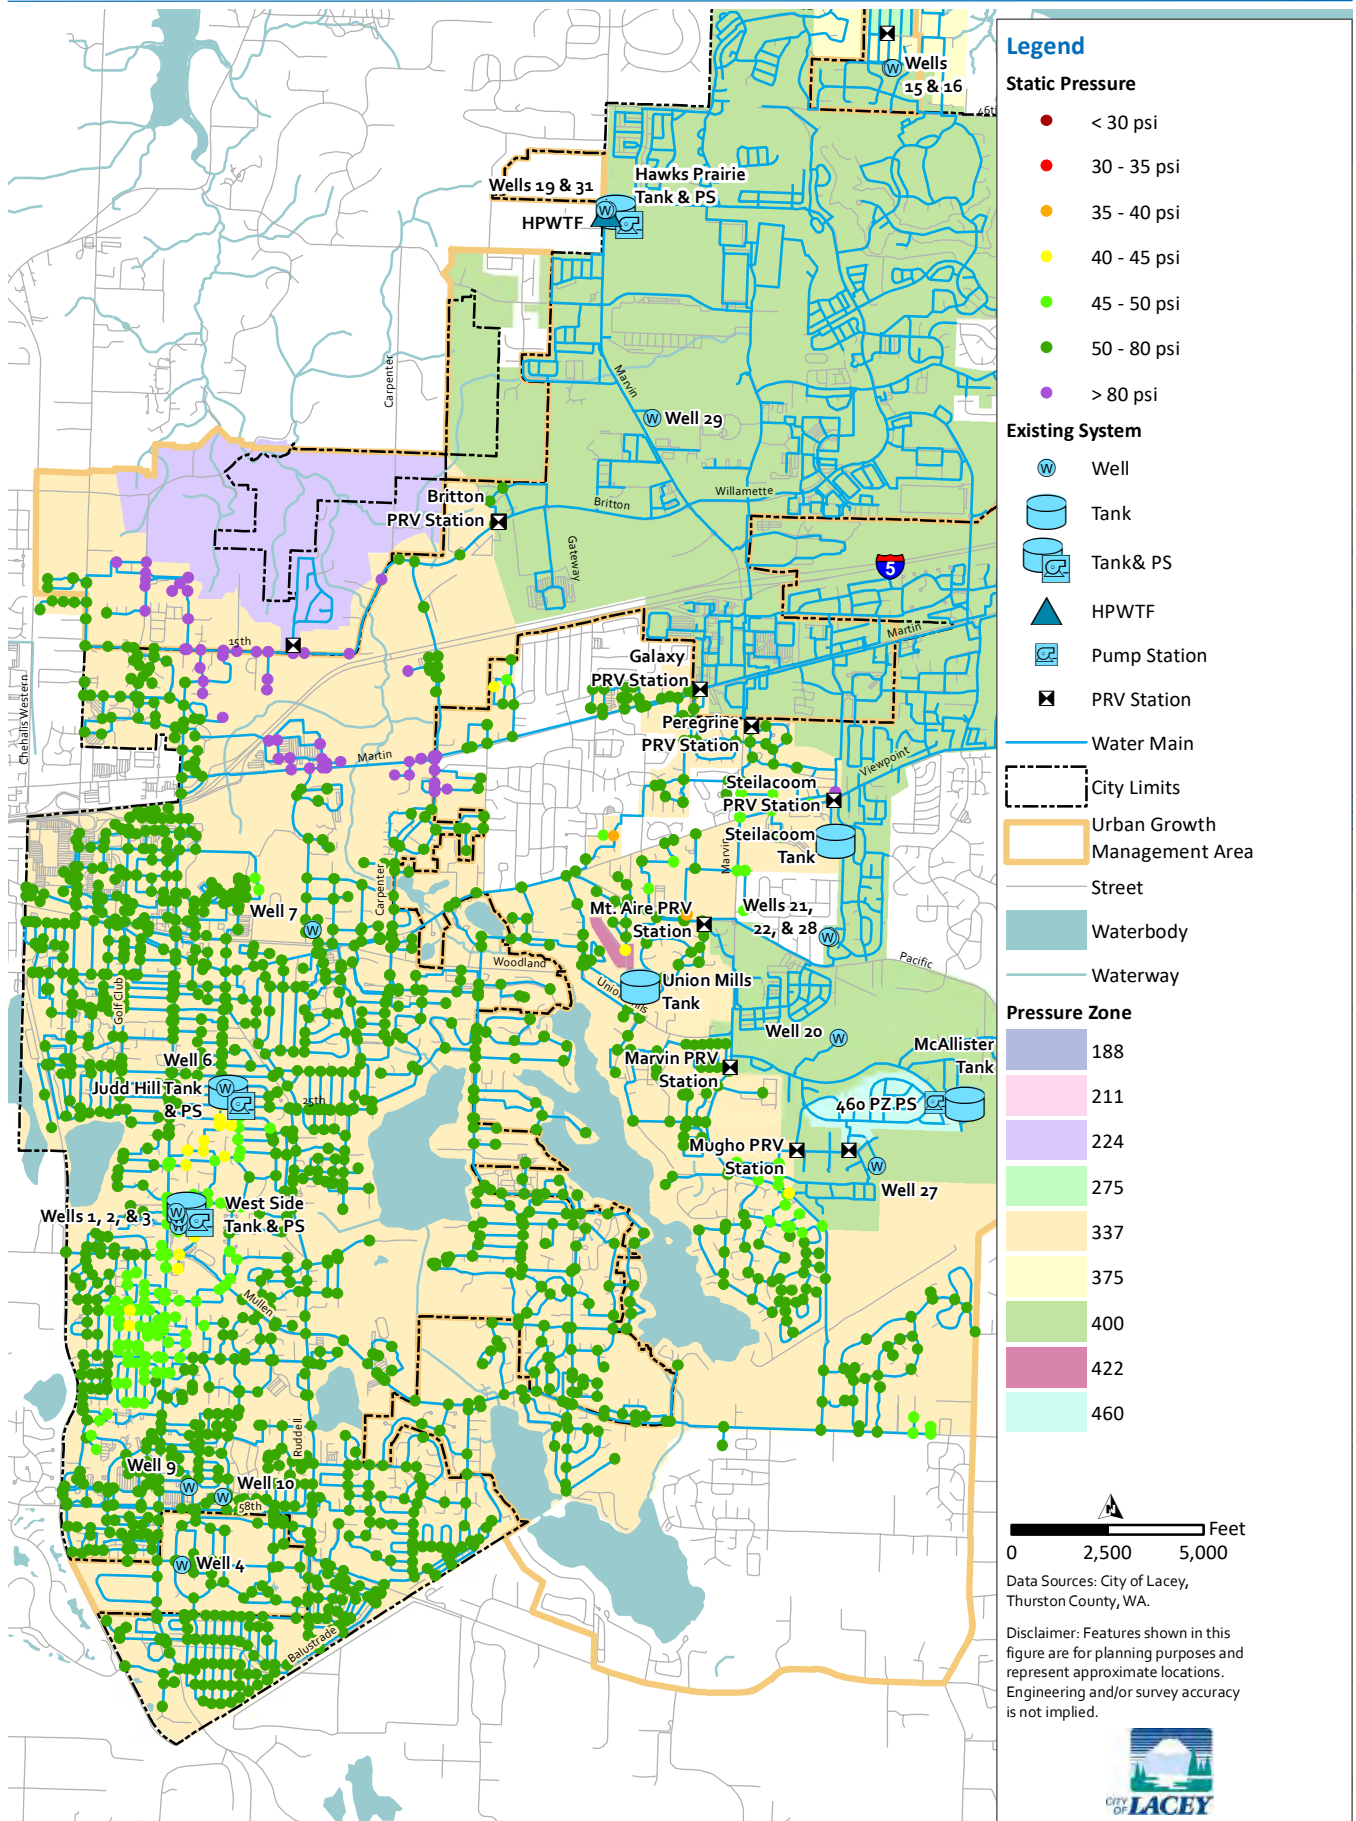 Wells
15 & 16
46th
Wells 19 & 31
Hawks Prairie
Tank & PS
HPWTF
Carpenter
Marvin
Well 29
Willamette
Britton
PRV Station
Britton
Gateway
5
15th
Martin
Galaxy
PRV Station
Chehalis Western
Peregrine
PRV Station
Martin
Viewpoint
Steilacoom
PRV Station
Steilacoom
Tank
Marvin
Carpenter
Well 7
Mt. Aire PRV
Station
Wells 21,
22, & 28
Woodland
Pacific
Union Mills
Union Mills
Tank
Golf Club
Well 20
Well 6
Marvin PRV
Station
McAllister
Tank
Judd Hill Tank
& PS
25th
460 PZ PS
Mugho PRV
Station
Well 27
Wells 1, 2, & 3
West Side
Tank & PS
Mullen
Ruddell
Well 9
Well 10
58th
Well 4
Balustrade
Legend
Static Pressure
< 30 psi
30 - 35 psi
35 - 40 psi
40 - 45 psi
45 - 50 psi
50 - 80 psi
> 80 psi
Existing System
W Well
Tank
Tank& PS
HPWTF
Pump Station
PRV Station
Water Main
City Limits
Urban Growth
Management Area
Street
Waterbody
Waterway
Pressure Zone
188
211
224
275
337
375
400
422
460
N
Feet
0 2,500 5,000
Data Sources: City of Lacey,
Thurston County, WA.
Disclaimer: Features shown in this
figure are for planning purposes and
represent approximate locations.
Engineering and/or survey accuracy
is not implied.
CITY OF LACEY